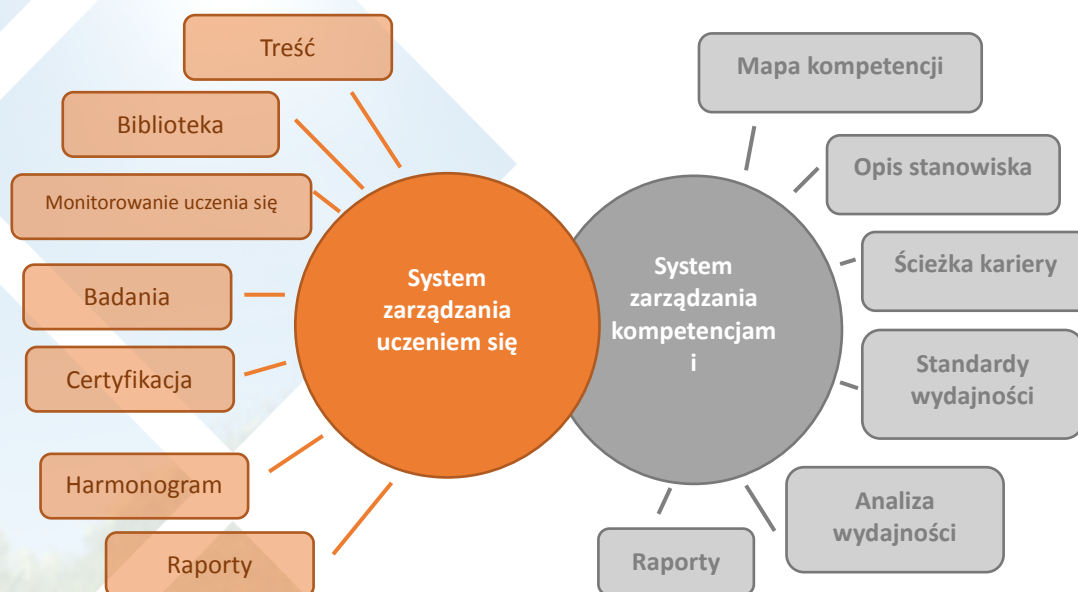 Treść
Biblioteka
Monitorowanie uczenia się
Badania
Certyfikacja
Harmonogram
Raporty
System
zarządzania
uczeniem się
System
zarządzania
kompetencjam
i
Mapa kompetencji
Opis stanowiska
Ścieżka kariery
Standardy
wydajności
Analiza
wydajności
Raporty